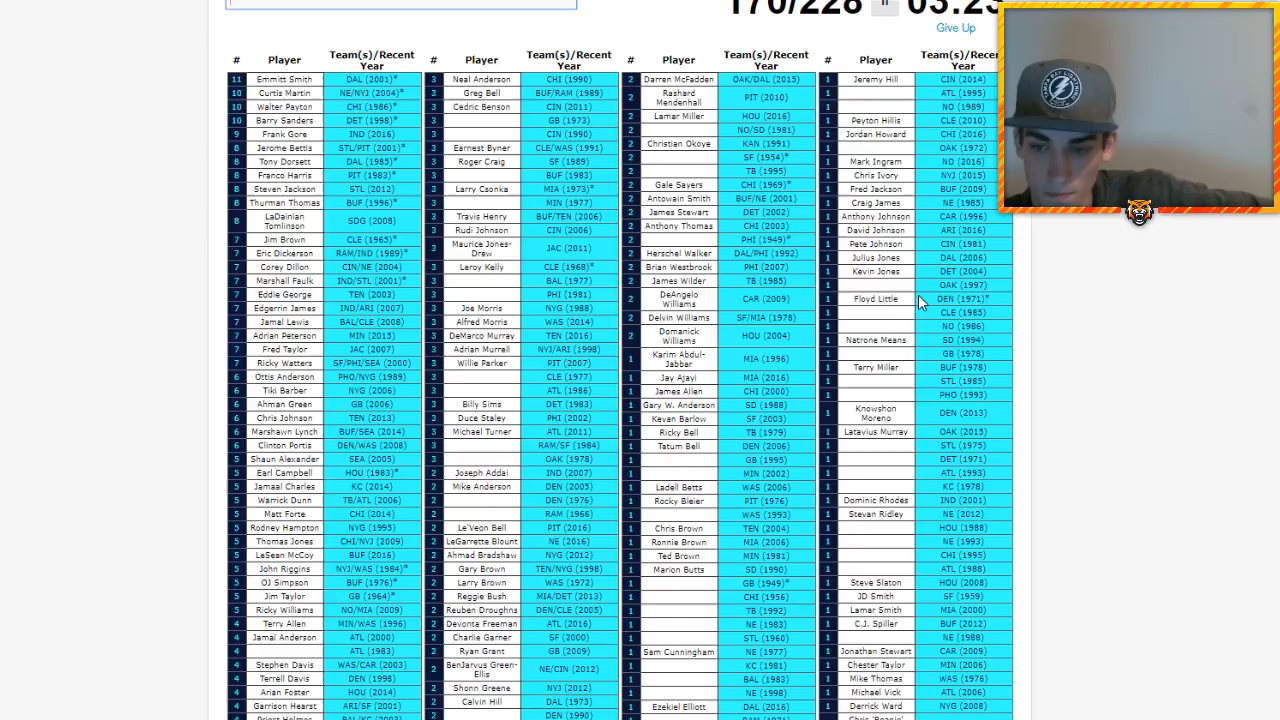 170/228 II 03:23
Give Up
# Player Team(s)/Recent Year # Player Team(s)/Recent Year # Player Team(s)/Recent Year # Player Team(s)/Recent Year
11 Emmitt Smith DAL (2001)*
10 Curtis Martin NE/NYJ (2004)*
10 Walter Payton CHI (1986)*
10 Barry Sanders DET (1998)*
9 Frank Gore IND (2016)
8 Jerome Bettis STL/PIT (2001)*
8 Tony Dorsett DAL (1985)*
8 Franco Harris PIT (1983)*
8 Steven Jackson STL (2012)
8 Thurman Thomas BUF (1996)*
8 LaDainian Tomlinson SDG (2008)
7 Jim Brown CLE (1965)*
7 Eric Dickerson RAM/IND (1989)*
7 Corey Dillon CIN/NE (2004)
7 Marshall Faulk IND/STL (2001)*
7 Eddie George TEN (2003)
7 Edgerrin James IND/ARI (2007)
7 Jamal Lewis BAL/CLE (2008)
7 Adrian Peterson MIN (2015)
7 Fred Taylor JAC (2007)
7 Ricky Watters SF/PHI/SEA (2000)
6 Ottis Anderson PHO/NYG (1989)
6 Tiki Barber NYG (2006)
6 Ahman Green GB (2006)
6 Chris Johnson TEN (2013)
6 Marshawn Lynch BUF/SEA (2014)
6 Clinton Portis DEN/WAS (2008)
5 Shaun Alexander SEA (2005)
5 Earl Campbell HOU (1983)*
5 Jamaal Charles KC (2014)
5 Warrick Dunn TB/ATL (2006)
5 Matt Forte CHI (2014)
5 Rodney Hampton NYG (1995)
5 Thomas Jones CHI/NYJ (2009)
5 LeSean McCoy BUF (2016)
5 John Riggins NYJ/WAS (1984)*
5 OJ Simpson BUF (1976)*
5 Jim Taylor GB (1964)*
5 Ricky Williams NO/MIA (2009)
4 Terry Allen MIN/WAS (1996)
4 Jamal Anderson ATL (2000)
4 ATL (1983)
4 Stephen Davis WAS/CAR (2003)
4 Terrell Davis DEN (1998)
4 Arian Foster HOU (2014)
4 Garrison Hearst ARI/SF (2001)
4 Priest Holmes BAL/KC (2003)
3 Neal Anderson CHI (1990)
3 Greg Bell BUF/RAM (1989)
3 Cedric Benson CIN (2011)
3 GB (1973)
3 CIN (1990)
3 Earnest Byner CLE/WAS (1991)
3 Roger Craig SF (1989)
3 BUF (1983)
3 Larry Csonka MIA (1973)*
3 MIN (1977)
3 Travis Henry BUF/TEN (2006)
3 Rudi Johnson CIN (2006)
3 Maurice Jones-Drew JAC (2011)
3 Leroy Kelly CLE (1968)*
3 BAL (1977)
3 PHI (1981)
3 Joe Morris NYG (1988)
3 Alfred Morris WAS (2014)
3 DeMarco Murray TEN (2016)
3 Adrian Murrell NYJ/ARI (1998)
3 Willie Parker PIT (2007)
3 CLE (1977)
3 ATL (1986)
3 Billy Sims DET (1983)
3 Duce Staley PHI (2002)
3 Michael Turner ATL (2011)
3 RAM/SF (1984)
3 OAK (1978)
2 Joseph Addai IND (2007)
2 Mike Anderson DEN (2005)
2 DEN (1976)
2 RAM (1966)
2 Le'Veon Bell PIT (2016)
2 LeGarrette Blount NE (2016)
2 Ahmad Bradshaw NYG (2012)
2 Gary Brown TEN/NYG (1998)
2 Larry Brown WAS (1972)
2 Reggie Bush MIA/DET (2013)
2 Reuben Droughns DEN/CLE (2005)
2 Devonta Freeman ATL (2016)
2 Charlie Garner SF (2000)
2 Ryan Grant GB (2009)
2 BenJarvus Green-Ellis NE/CIN (2012)
2 Shonn Greene NYJ (2012)
2 Calvin Hill DAL (1973)
2 DEN (1990)
2 Darren McFadden OAK/DAL (2015)
2 Rashard Mendenhall PIT (2010)
2 Lamar Miller HOU (2016)
2 NO/SD (1981)
2 Christian Okoye KAN (1991)
2 SF (1954)*
2 TB (1995)
2 Gale Sayers CHI (1969)*
2 Antowain Smith BUF/NE (2001)
2 James Stewart DET (2002)
2 Anthony Thomas CHI (2003)
2 PHI (1949)*
2 Herschel Walker DAL/PHI (1992)
2 Brian Westbrook PHI (2007)
2 James Wilder TB (1985)
2 DeAngelo Williams CAR (2009)
2 Delvin Williams SF/MIA (1978)
2 Domanick Williams HOU (2004)
1 Karim Abdul-Jabbar MIA (1996)
1 Jay Ajayi MIA (2016)
1 James Allen CHI (2000)
1 Gary W. Anderson SD (1988)
1 Kevan Barlow SF (2003)
1 Ricky Bell TB (1979)
1 Tatum Bell DEN (2006)
1 GB (1995)
1 MIN (2002)
1 Ladell Betts WAS (2006)
1 Rocky Bleier PIT (1976)
1 WAS (1993)
1 Chris Brown TEN (2004)
1 Ronnie Brown MIA (2006)
1 Ted Brown MIN (1981)
1 Marion Butts SD (1990)
1 GB (1949)*
1 CHI (1956)
1 TB (1992)
1 NE (1983)
1 STL (1960)
1 Sam Cunningham NE (1977)
1 KC (1981)
1 BAL (1983)
1 NE (1998)
1 Ezekiel Elliott DAL (2016)
1 Jeremy Hill CIN (2014)
1 ATL (1995)
1 NO (1989)
1 Peyton Hillis CLE (2010)
1 Jordan Howard CHI (2016)
1 OAK (1972)
1 Mark Ingram NO (2016)
1 Chris Ivory NYJ (2015)
1 Fred Jackson BUF (2009)
1 Craig James NE (1985)
1 Anthony Johnson CAR (1996)
1 David Johnson ARI (2016)
1 Pete Johnson CIN (1981)
1 Julius Jones DAL (2006)
1 Kevin Jones DET (2004)
1 OAK (1997)
1 Floyd Little DEN (1971)*
1 CLE (1985)
1 NO (1986)
1 Natrone Means SD (1994)
1 GB (1978)
1 Terry Miller BUF (1978)
1 STL (1985)
1 PHO (1993)
1 Knowshon Moreno DEN (2013)
1 Latavius Murray OAK (2015)
1 STL (1975)
1 DET (1971)
1 ATL (1993)
1 KC (1978)
1 Dominic Rhodes IND (2001)
1 Stevan Ridley NE (2012)
1 HOU (1988)
1 NE (1993)
1 CHI (1995)
1 ATL (1988)
1 Steve Slaton HOU (2008)
1 JD Smith SF (1959)
1 Lamar Smith MIA (2000)
1 C.J. Spiller BUF (2012)
1 NE (1988)
1 Jonathan Stewart CAR (2009)
1 Chester Taylor MIN (2006)
1 Mike Thomas WAS (1976)
1 Michael Vick ATL (2006)
1 Derrick Ward NYG (2008)